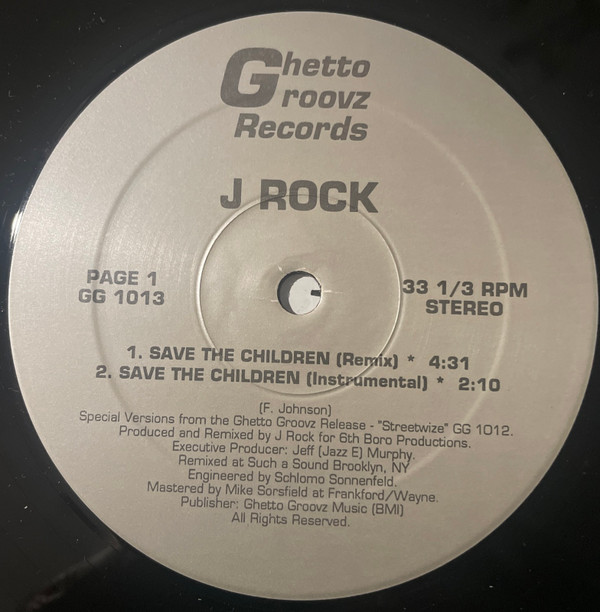 Ghetto
Groovz
Records
J ROCK
PAGE 1
GG 1013
33 1/3 RPM
STEREO
1. SAVE THE CHILDREN (Remix) * 4:31
2. SAVE THE CHILDREN (Instrumental) * 2:10
(F. Johnson)
Special Versions from the Ghetto Groovz Release - "Streetwize" GG 1012.
Produced and Remixed by J Rock for 6th Boro Productions.
Executive Producer: Jeff (Jazz E) Murphy.
Remixed at Such a Sound Brooklyn, NY
Engineered by Schlomo Sonnenfeld.
Mastered by Mike Sorsfield at Frankford/Wayne.
Publisher: Ghetto Groovz Music (BMI)
All Rights Reserved.